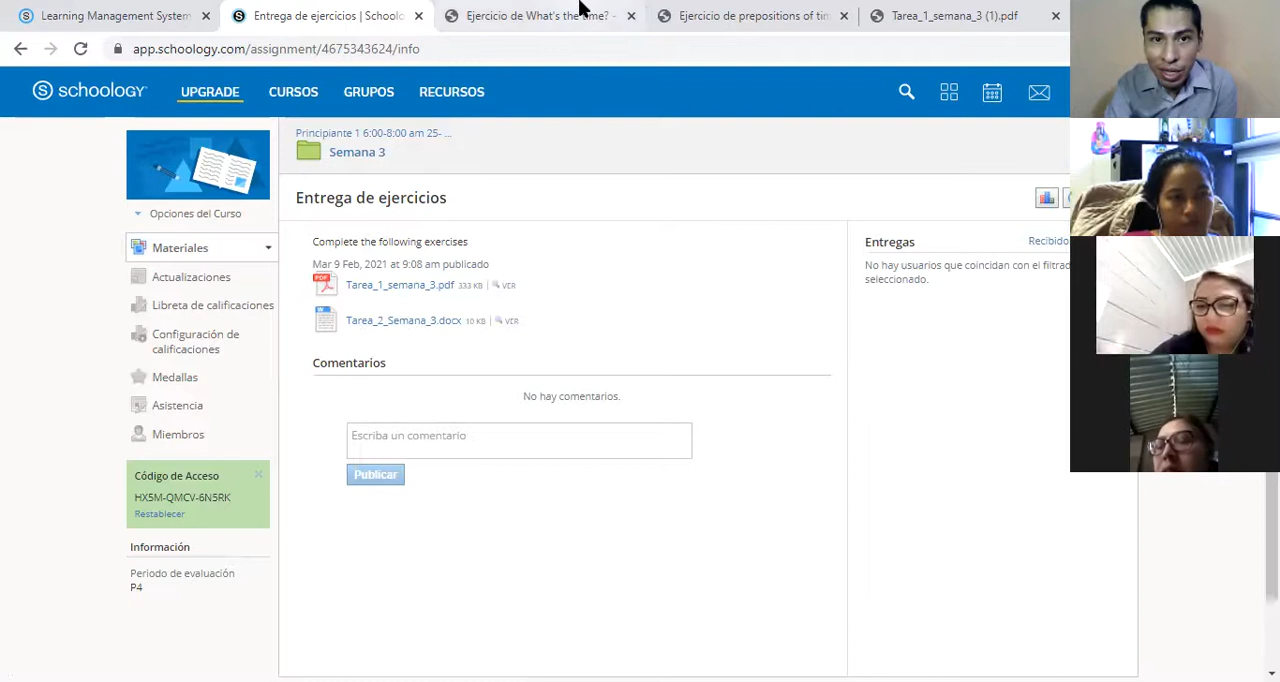 Learning Management System
Entrega de ejercicios | Schoolo
Ejercicio de What's the time? -
Ejercicio de prepositions of tim
Tarea_1_semana_3 (1).pdf
app.schoology.com/assignment/4675343624/info
S schoology
UPGRADE
CURSOS
GRUPOS
RECURSOS
Principiante 1 6:00-8:00 am 25- ...
Semana 3
Opciones del Curso
Entrega de ejercicios
Materiales
Actualizaciones
Libreta de calificaciones
Configuración de
calificaciones
Medallas
Asistencia
Miembros
Código de Acceso
HX5M-QMCV-6N5RK
Restablecer
Información
Periodo de evaluación
P4
Complete the following exercises
Mar 9 Feb, 2021 at 9:08 am publicado
Tarea_1_semana_3.pdf 333 KB | VER
Tarea_2_Semana_3.docx 10 KB | VER
Comentarios
No hay comentarios.
Escriba un comentario
Publicar
Entregas
Recibido
No hay usuarios que coincidan con el filtrad
seleccionado.